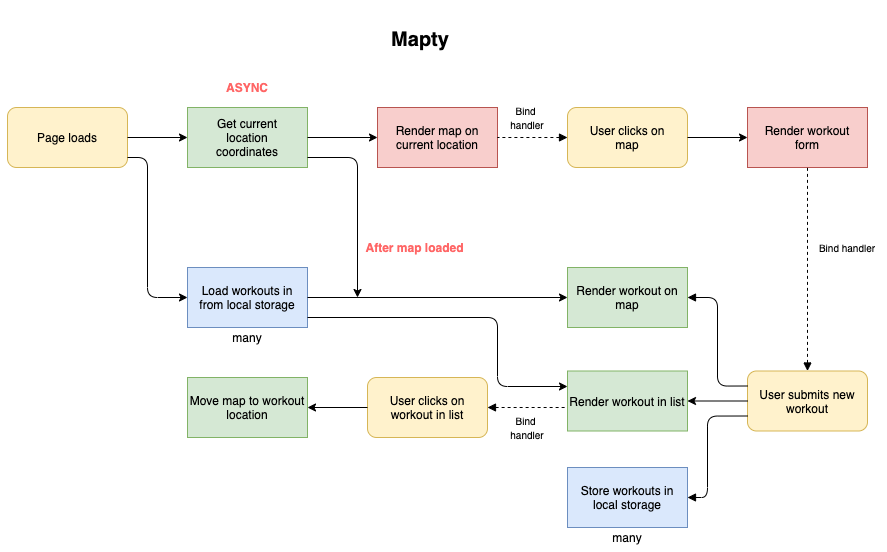 Mapty
ASYNC
Page loads
Get current
location
coordinates
Render map on
current location
Bind
handler
User clicks on
map
Render workout
form
After map loaded
Bind handler
Load workouts in
from local storage
many
Render workout on
map
Move map to workout
location
User clicks on
workout in list
Bind
handler
Render workout in list
User submits new
workout
Store workouts in
local storage
many